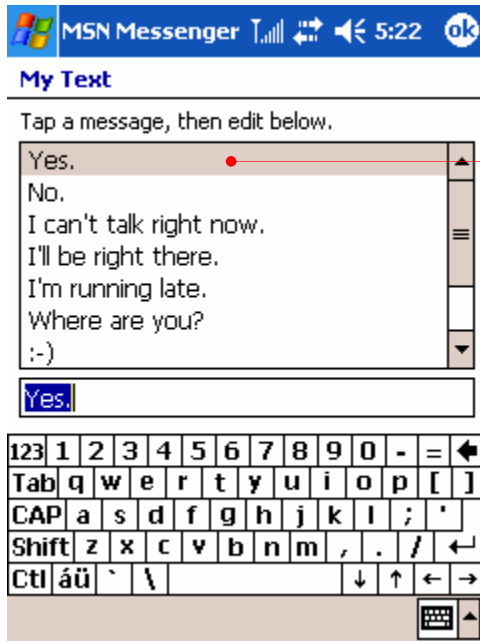 MSN Messenger 5:22 ok
My Text
Tap a message, then edit below.
Yes.
No.
I can't talk right now.
I'll be right there.
I'm running late.
Where are you?
:-)
Yes.
123 1 2 3 4 5 6 7 8 9 0 - =
Tab q w e r t y u i o p [ ]
CAP a s d f g h j k l ; '
Shift z x c v b n m , . /
Ctl áü ` \ ↓ ↑ ← →